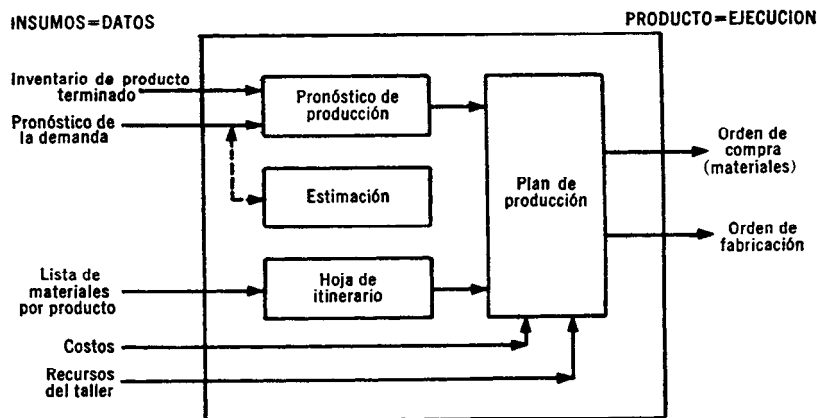 INSUMOS=DATOS
PRODUCTO=EJECUCION
Inventario de producto
terminado
Pronóstico de
la demanda
Pronóstico de
producción
Estimación
Plan de
producción
Orden de
compra
(materiales)
Orden de
fabricación
Lista de
materiales
por producto
Hoja de
itinerario
Costos
Recursos
del taller